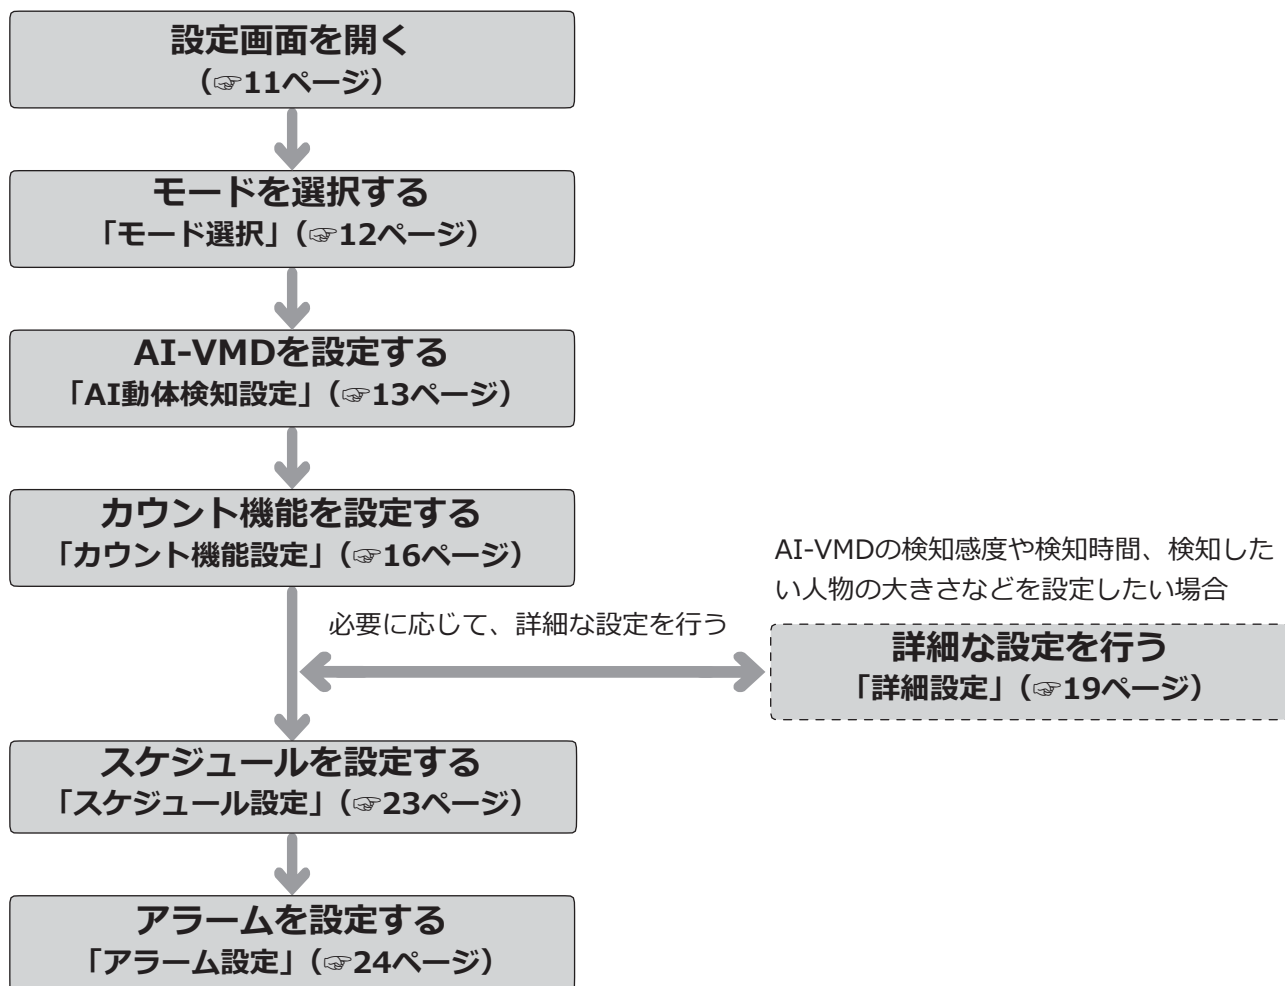 設定画面を開く
（☞11ページ）
モードを選択する
「モード選択」（☞12ページ）
AI-VMDを設定する
「AI動体検知設定」（☞13ページ）
カウント機能を設定する
「カウント機能設定」（☞16ページ）
必要に応じて、詳細な設定を行う
AI-VMDの検知感度や検知時間、検知した
い人物の大きさなどを設定したい場合
詳細な設定を行う
「詳細設定」（☞19ページ）
スケジュールを設定する
「スケジュール設定」（☞23ページ）
アラームを設定する
「アラーム設定」（☞24ページ）